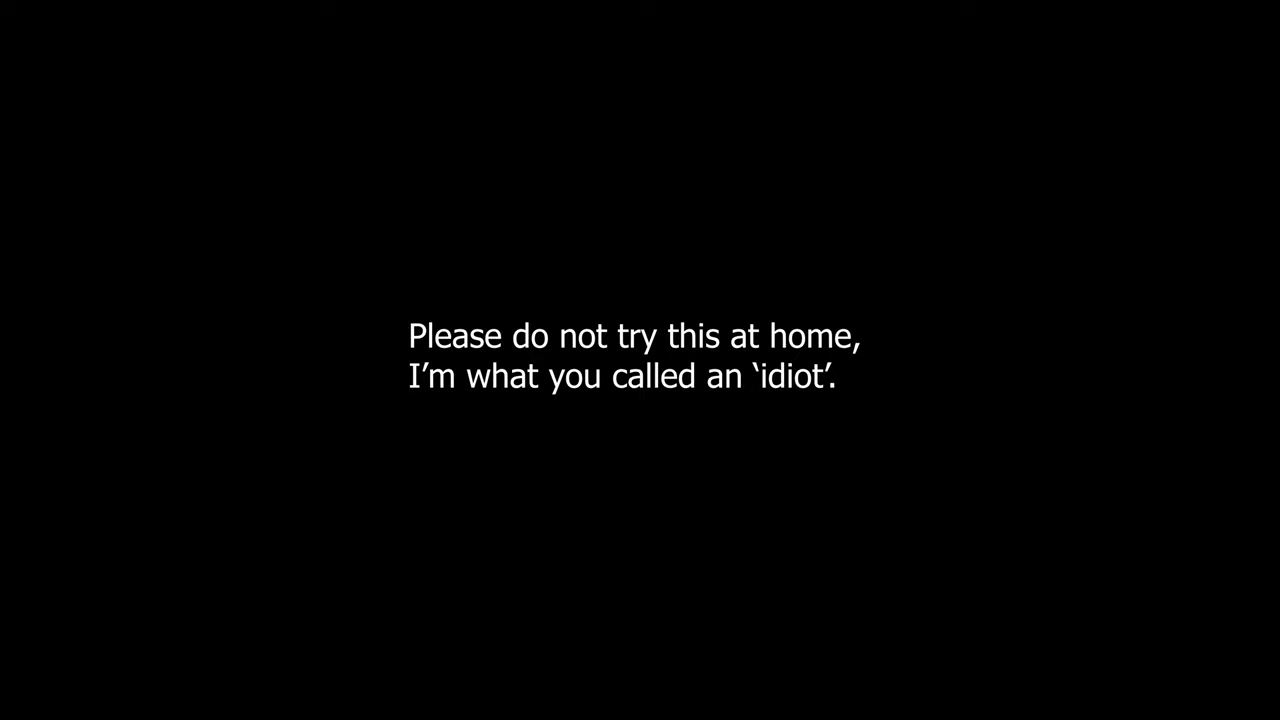 Please do not try this at home,
I’m what you called an ‘idiot’.